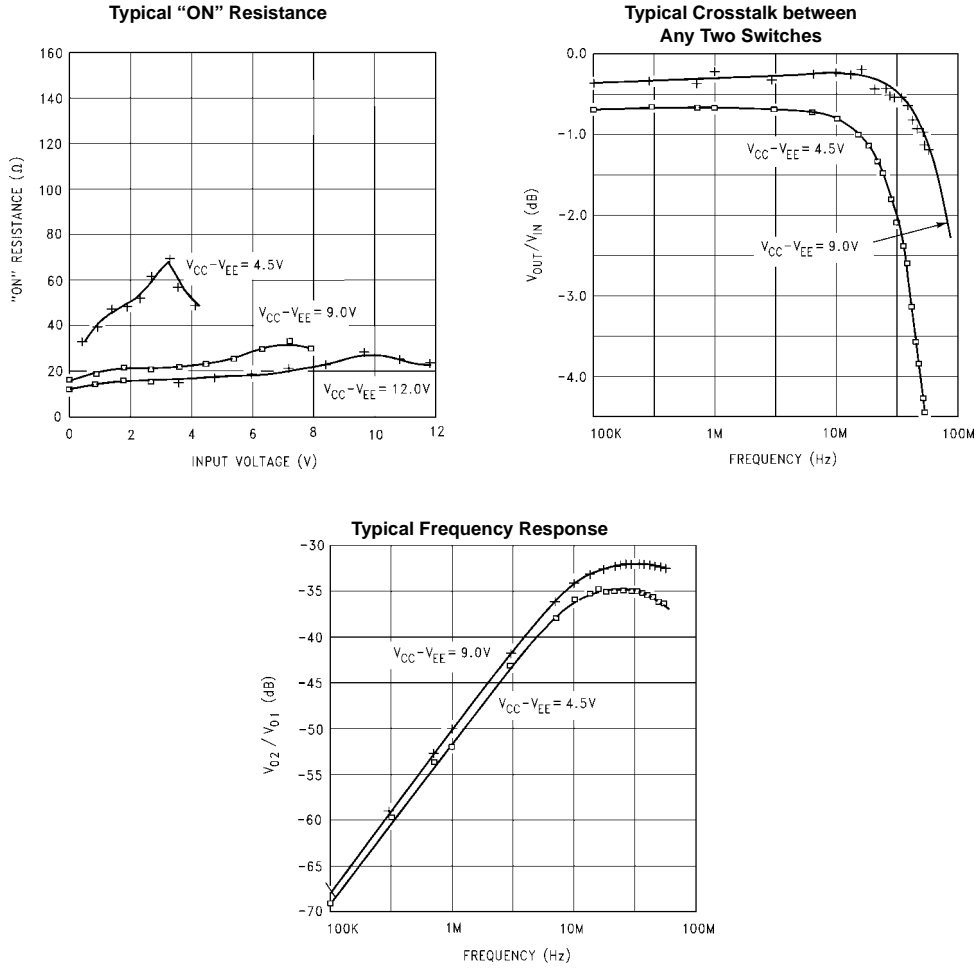 Typical “ON” Resistance
160
140
120
100
80
60
40
20
0
"ON" RESISTANCE (Ω)
V_CC-V_EE = 4.5V
V_CC-V_EE = 9.0V
V_CC-V_EE = 12.0V
0 2 4 6 8 10 12
INPUT VOLTAGE (V)
Typical Crosstalk between
Any Two Switches
0.0
-1.0
-2.0
-3.0
-4.0
V_OUT/V_IN (dB)
V_CC-V_EE = 4.5V
V_CC-V_EE = 9.0V
100K 1M 10M 100M
FREQUENCY (Hz)
Typical Frequency Response
-30
-35
-40
-45
-50
-55
-60
-65
-70
V_O2 / V_O1 (dB)
V_CC-V_EE = 9.0V
V_CC-V_EE = 4.5V
100K 1M 10M 100M
FREQUENCY (Hz)